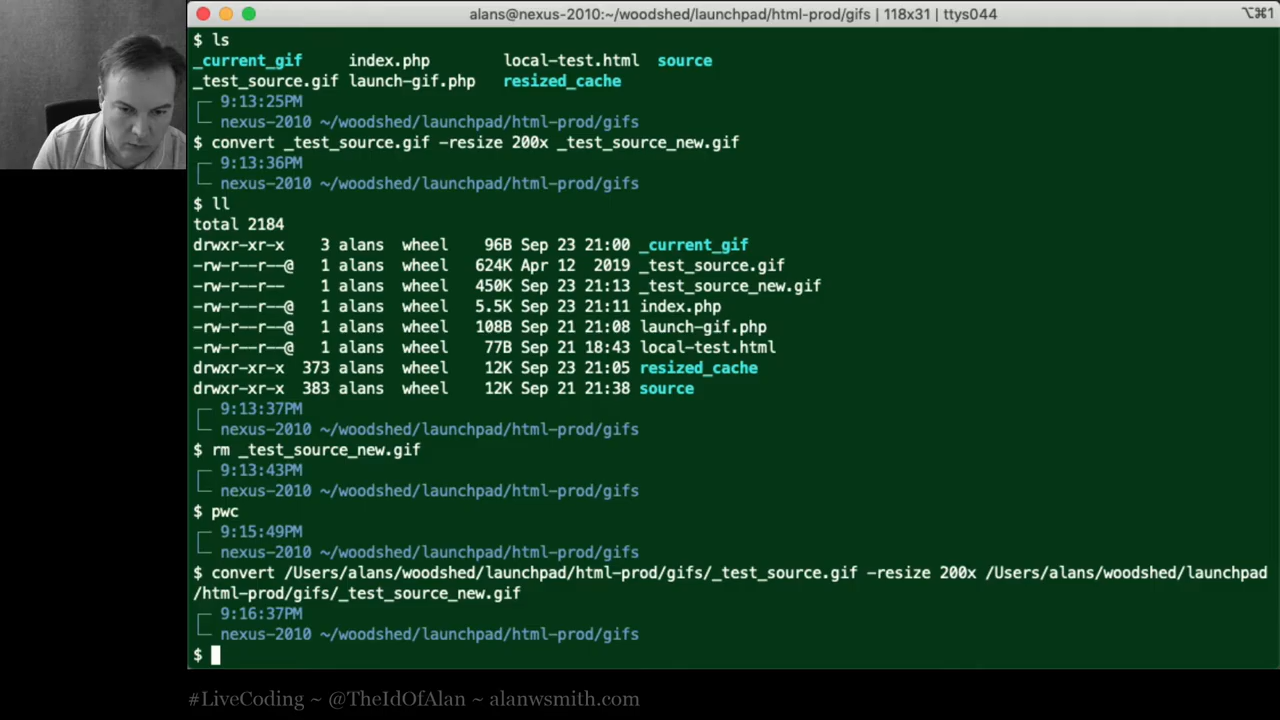 alans@nexus-2010:~/woodshed/launchpad/html-prod/gifs | 118x31 | ttys044 ⌥⌘1
$ ls
_current_gif index.php local-test.html source
_test_source.gif launch-gif.php resized_cache
9:13:25PM
nexus-2010 ~/woodshed/launchpad/html-prod/gifs
$ convert _test_source.gif -resize 200x _test_source_new.gif
9:13:36PM
nexus-2010 ~/woodshed/launchpad/html-prod/gifs
$ ll
total 2184
drwxr-xr-x 3 alans wheel 96B Sep 23 21:00 _current_gif
-rw-r--r--@ 1 alans wheel 624K Apr 12 2019 _test_source.gif
-rw-r--r-- 1 alans wheel 450K Sep 23 21:13 _test_source_new.gif
-rw-r--r--@ 1 alans wheel 5.5K Sep 23 21:11 index.php
-rw-r--r--@ 1 alans wheel 108B Sep 21 21:08 launch-gif.php
-rw-r--r--@ 1 alans wheel 77B Sep 21 18:43 local-test.html
drwxr-xr-x 373 alans wheel 12K Sep 23 21:05 resized_cache
drwxr-xr-x 383 alans wheel 12K Sep 21 21:38 source
9:13:37PM
nexus-2010 ~/woodshed/launchpad/html-prod/gifs
$ rm _test_source_new.gif
9:13:43PM
nexus-2010 ~/woodshed/launchpad/html-prod/gifs
$ pwc
9:15:49PM
nexus-2010 ~/woodshed/launchpad/html-prod/gifs
$ convert /Users/alans/woodshed/launchpad/html-prod/gifs/_test_source.gif -resize 200x /Users/alans/woodshed/launchpad
/html-prod/gifs/_test_source_new.gif
9:16:37PM
nexus-2010 ~/woodshed/launchpad/html-prod/gifs
$
#LiveCoding ~ @TheIdOfAlan ~ alanwsmith.com